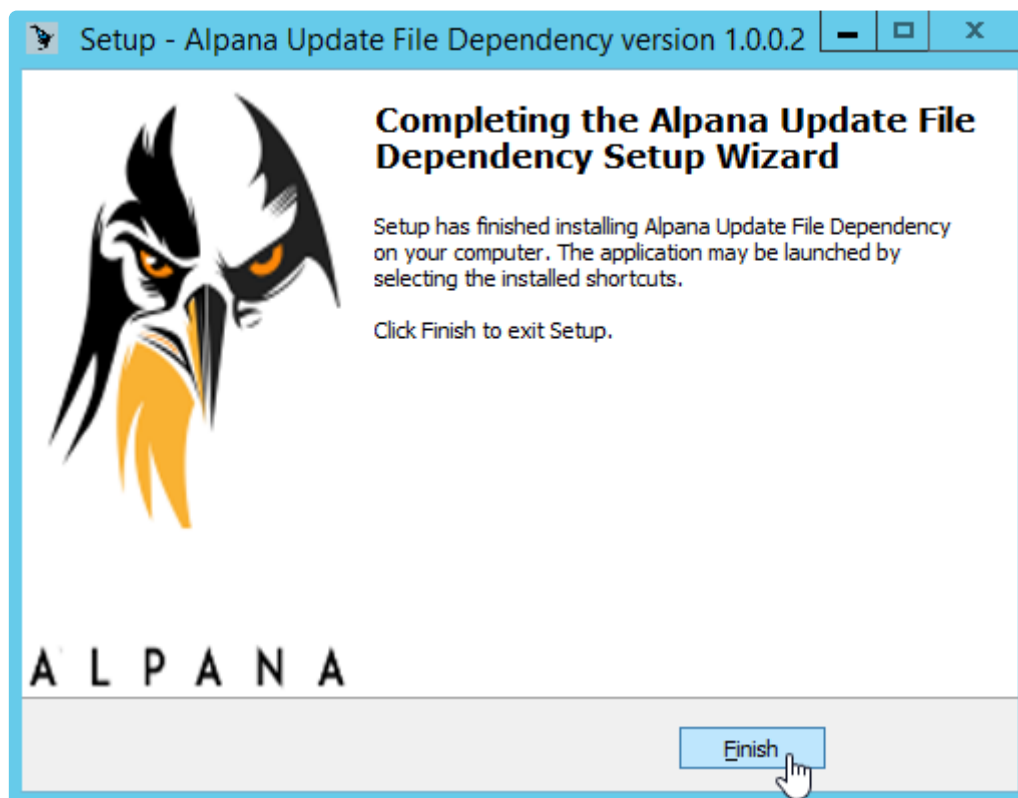 Setup - Alpana Update File Dependency version 1.0.0.2
Completing the Alpana Update File
Dependency Setup Wizard
Setup has finished installing Alpana Update File Dependency
on your computer. The application may be launched by
selecting the installed shortcuts.
Click Finish to exit Setup.
ALPANA
Finish